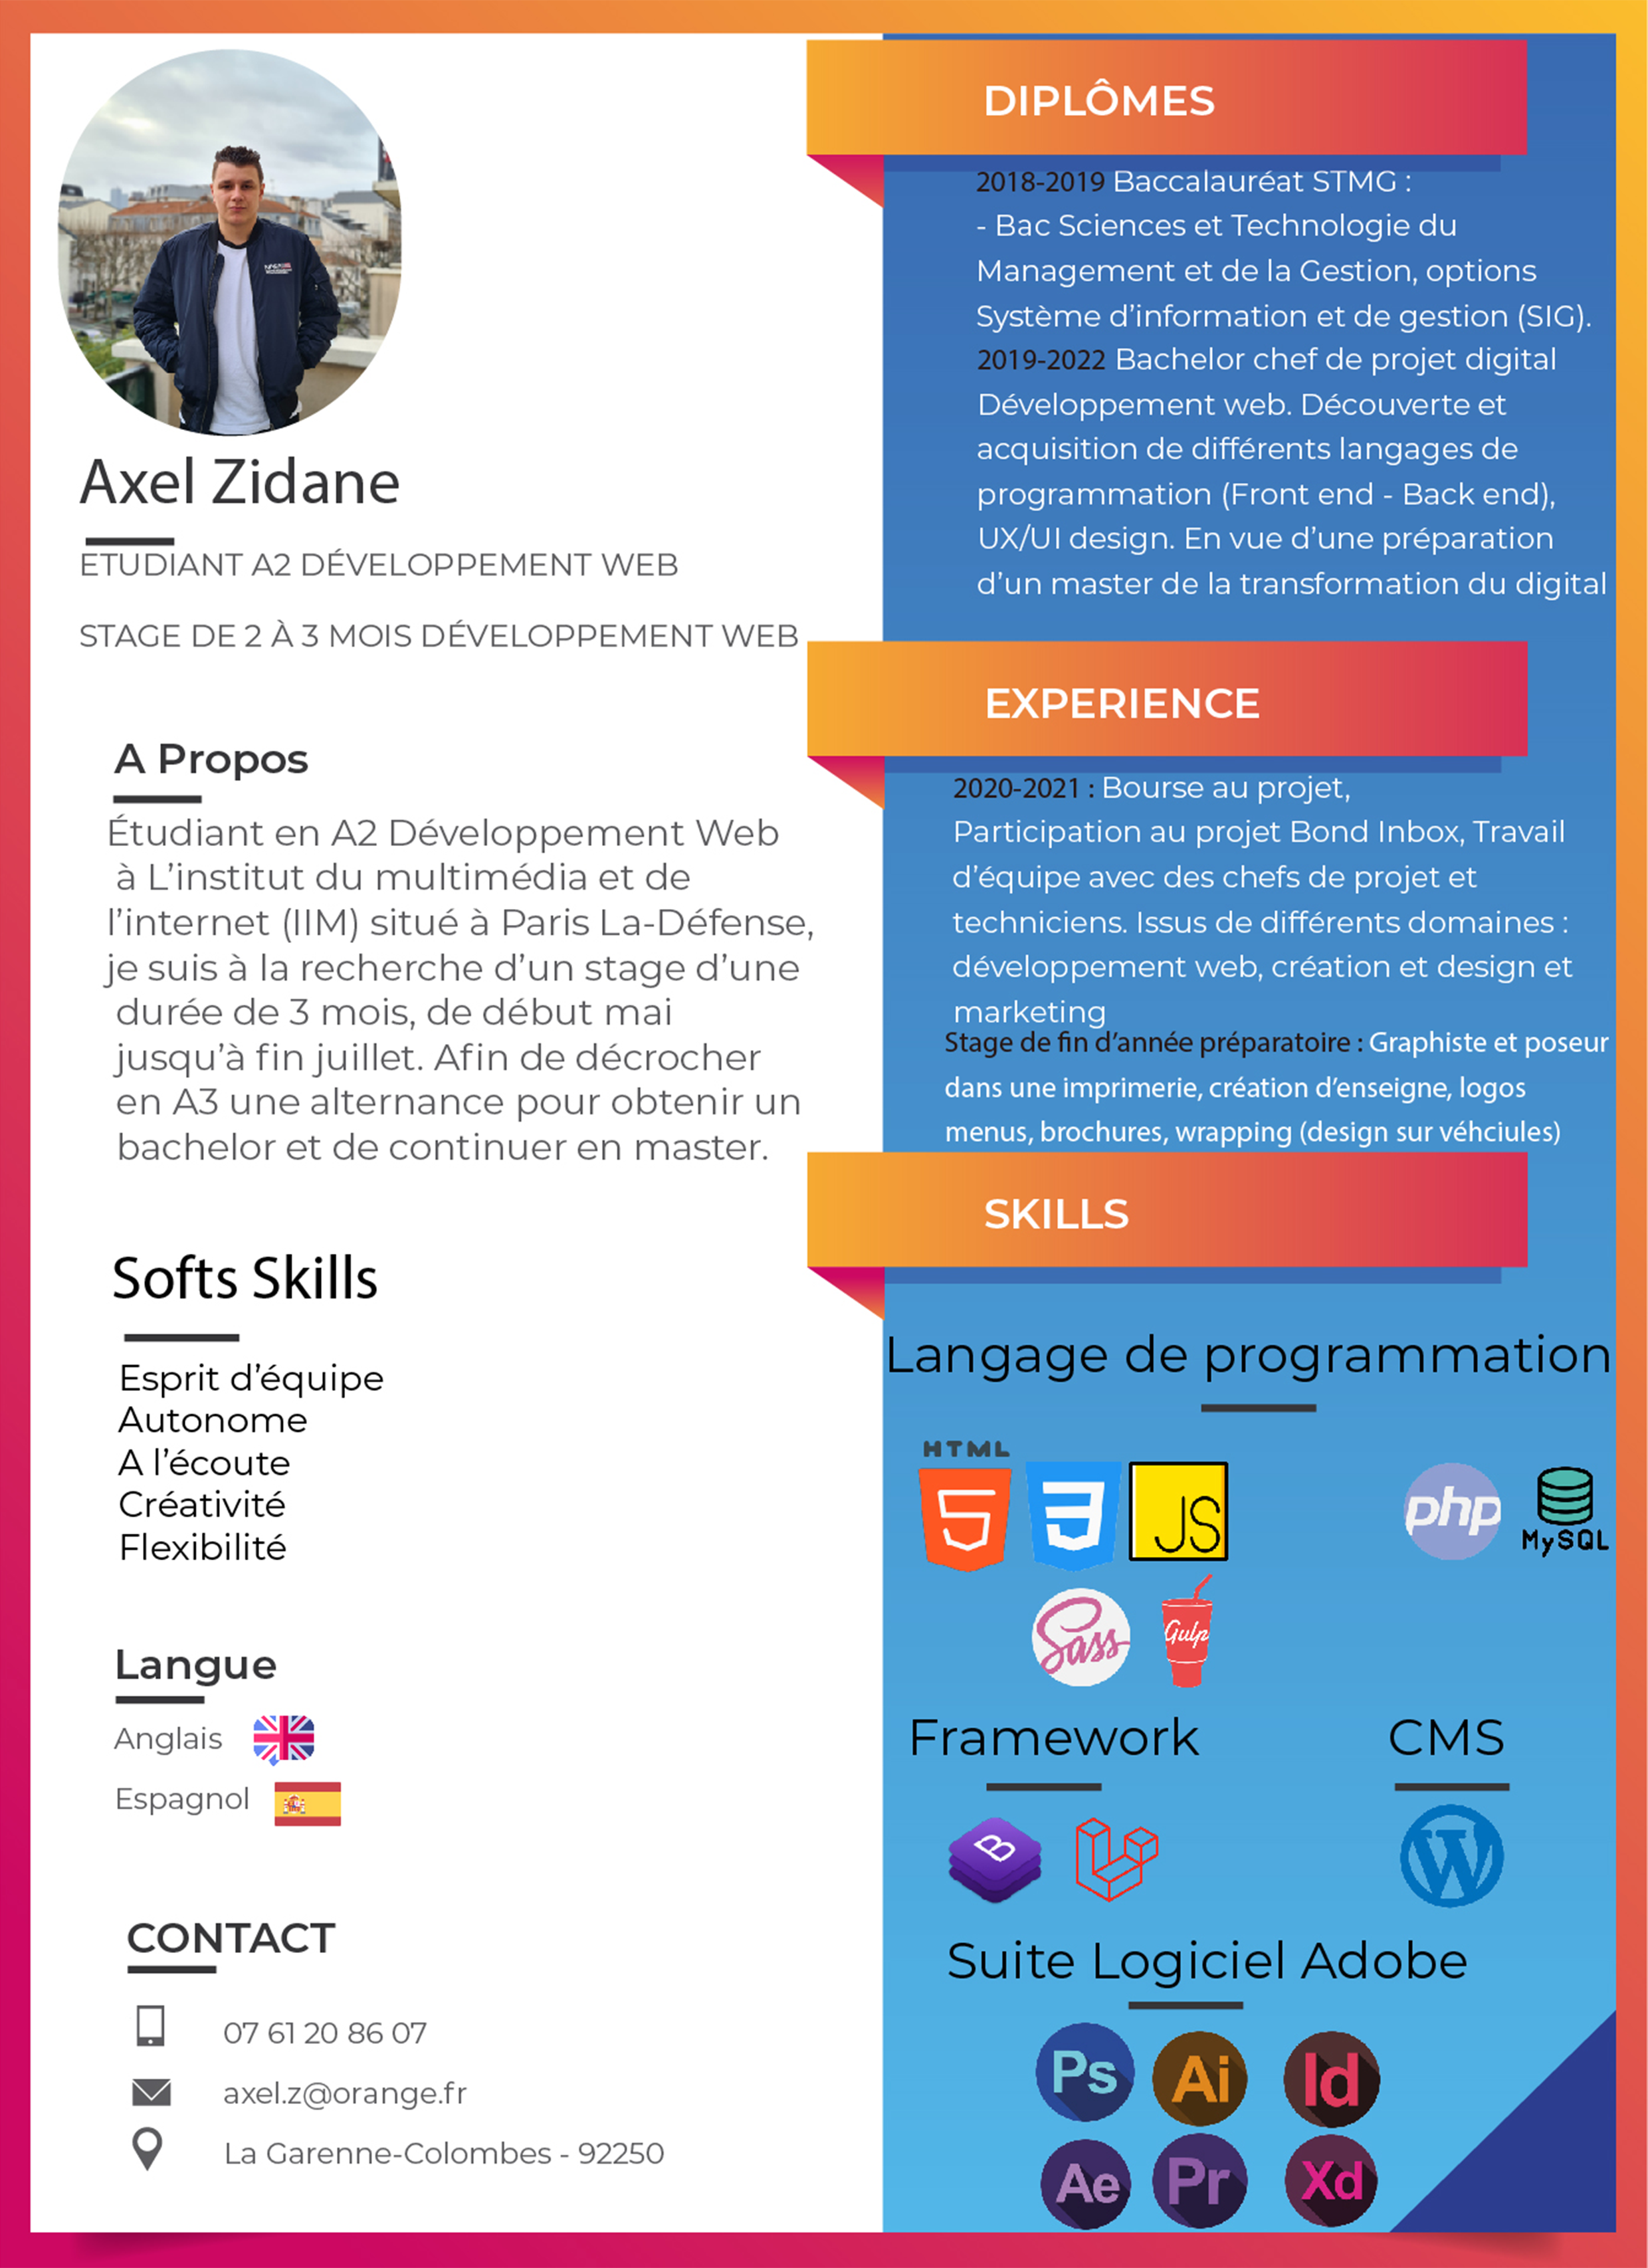 Axel Zidane
ETUDIANT A2 DÉVELOPPEMENT WEB
STAGE DE 2 À 3 MOIS DÉVELOPPEMENT WEB
A Propos
Étudiant en A2 Développement Web
à L’institut du multimédia et de
l’internet (IIM) situé à Paris La-Défense,
je suis à la recherche d’un stage d’une
durée de 3 mois, de début mai
jusqu’à fin juillet. Afin de décrocher
en A3 une alternance pour obtenir un
bachelor et de continuer en master.
Softs Skills
Esprit d’équipe
Autonome
A l’écoute
Créativité
Flexibilité
Langue
Anglais
Espagnol
CONTACT
07 61 20 86 07
axel.z@orange.fr
La Garenne-Colombes - 92250
DIPLÔMES
2018-2019 Baccalauréat STMG :
- Bac Sciences et Technologie du
Management et de la Gestion, options
Système d’information et de gestion (SIG).
2019-2022 Bachelor chef de projet digital
Développement web. Découverte et
acquisition de différents langages de
programmation (Front end - Back end),
UX/UI design. En vue d’une préparation
d’un master de la transformation du digital
EXPERIENCE
2020-2021 : Bourse au projet,
Participation au projet Bond Inbox, Travail
d’équipe avec des chefs de projet et
techniciens. Issus de différents domaines :
développement web, création et design et
marketing
Stage de fin d’année préparatoire : Graphiste et poseur
dans une imprimerie, création d’enseigne, logos
menus, brochures, wrapping (design sur véhciules)
SKILLS
Langage de programmation
HTML
5 3 JS php
MySQL
Sass Gulp
Framework
CMS
B W
Suite Logiciel Adobe
Ps Ai Id
Ae Pr Xd